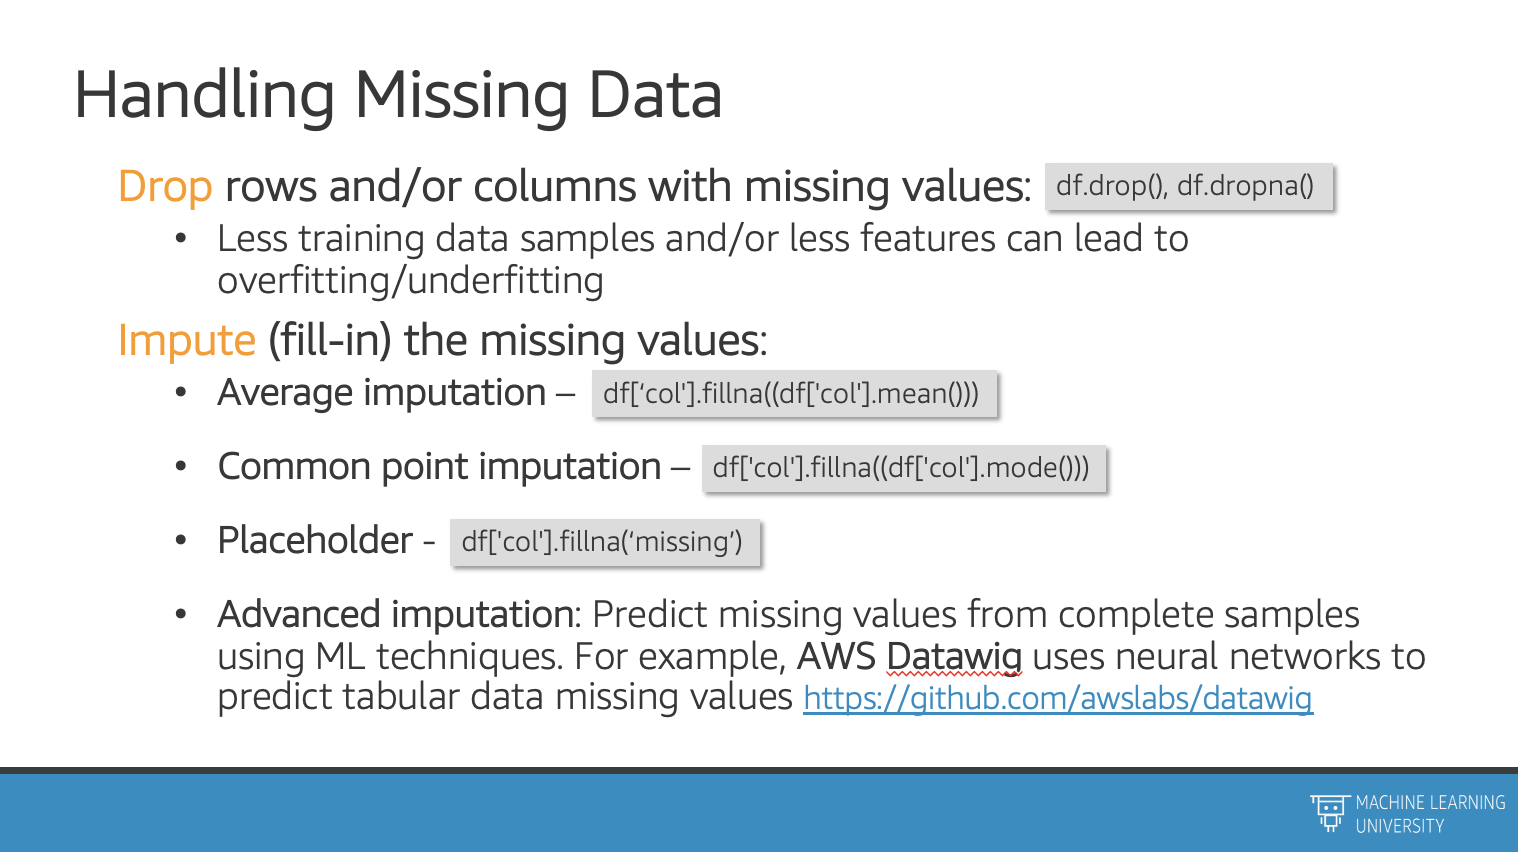 Handling Missing Data
Drop rows and/or columns with missing values: df.drop(), df.dropna()
• Less training data samples and/or less features can lead to
overfitting/underfitting
Impute (fill-in) the missing values:
• Average imputation – df[‘col'].fillna((df['col'].mean()))
• Common point imputation – df['col'].fillna((df['col'].mode()))
• Placeholder - df['col'].fillna(‘missing’)
• Advanced imputation: Predict missing values from complete samples
using ML techniques. For example, AWS Datawig uses neural networks to
predict tabular data missing values https://github.com/awslabs/datawig
MACHINE LEARNING
UNIVERSITY